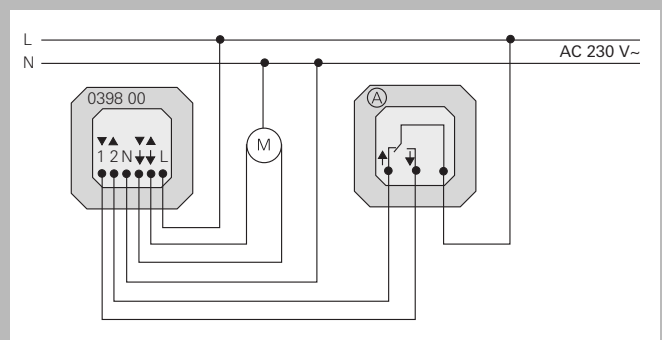 L
AC 230 V~
N
0398 00
A
M
▼▲ ▼▲
1 2 N ↓ ↓ L
↑ ↓